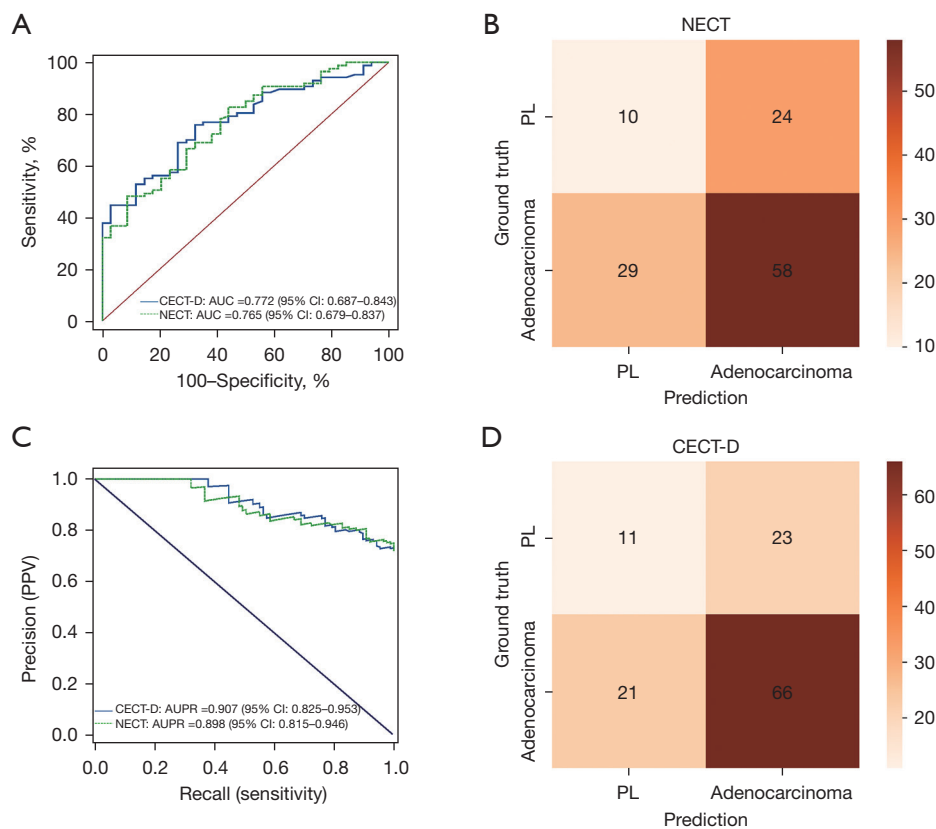 A
100
80
60
40
20
0
Sensitivity, %
CECT-D: AUC =0.772 (95% CI: 0.687–0.843)
NECT: AUC =0.765 (95% CI: 0.679–0.837)
0 20 40 60 80 100
100–Specificity, %
B
NECT
Ground truth
PL
Adenocarcinoma
10 24
29 58
PL Adenocarcinoma
Prediction
50
40
30
20
10
C
1.0
0.8
0.6
0.4
0.2
0.0
Precision (PPV)
CECT-D: AUPR =0.907 (95% CI: 0.825–0.953)
NECT: AUPR =0.898 (95% CI: 0.815–0.946)
0.0 0.2 0.4 0.6 0.8 1.0
Recall (sensitivity)
D
CECT-D
Ground truth
PL
Adenocarcinoma
11 23
21 66
PL Adenocarcinoma
Prediction
60
50
40
30
20